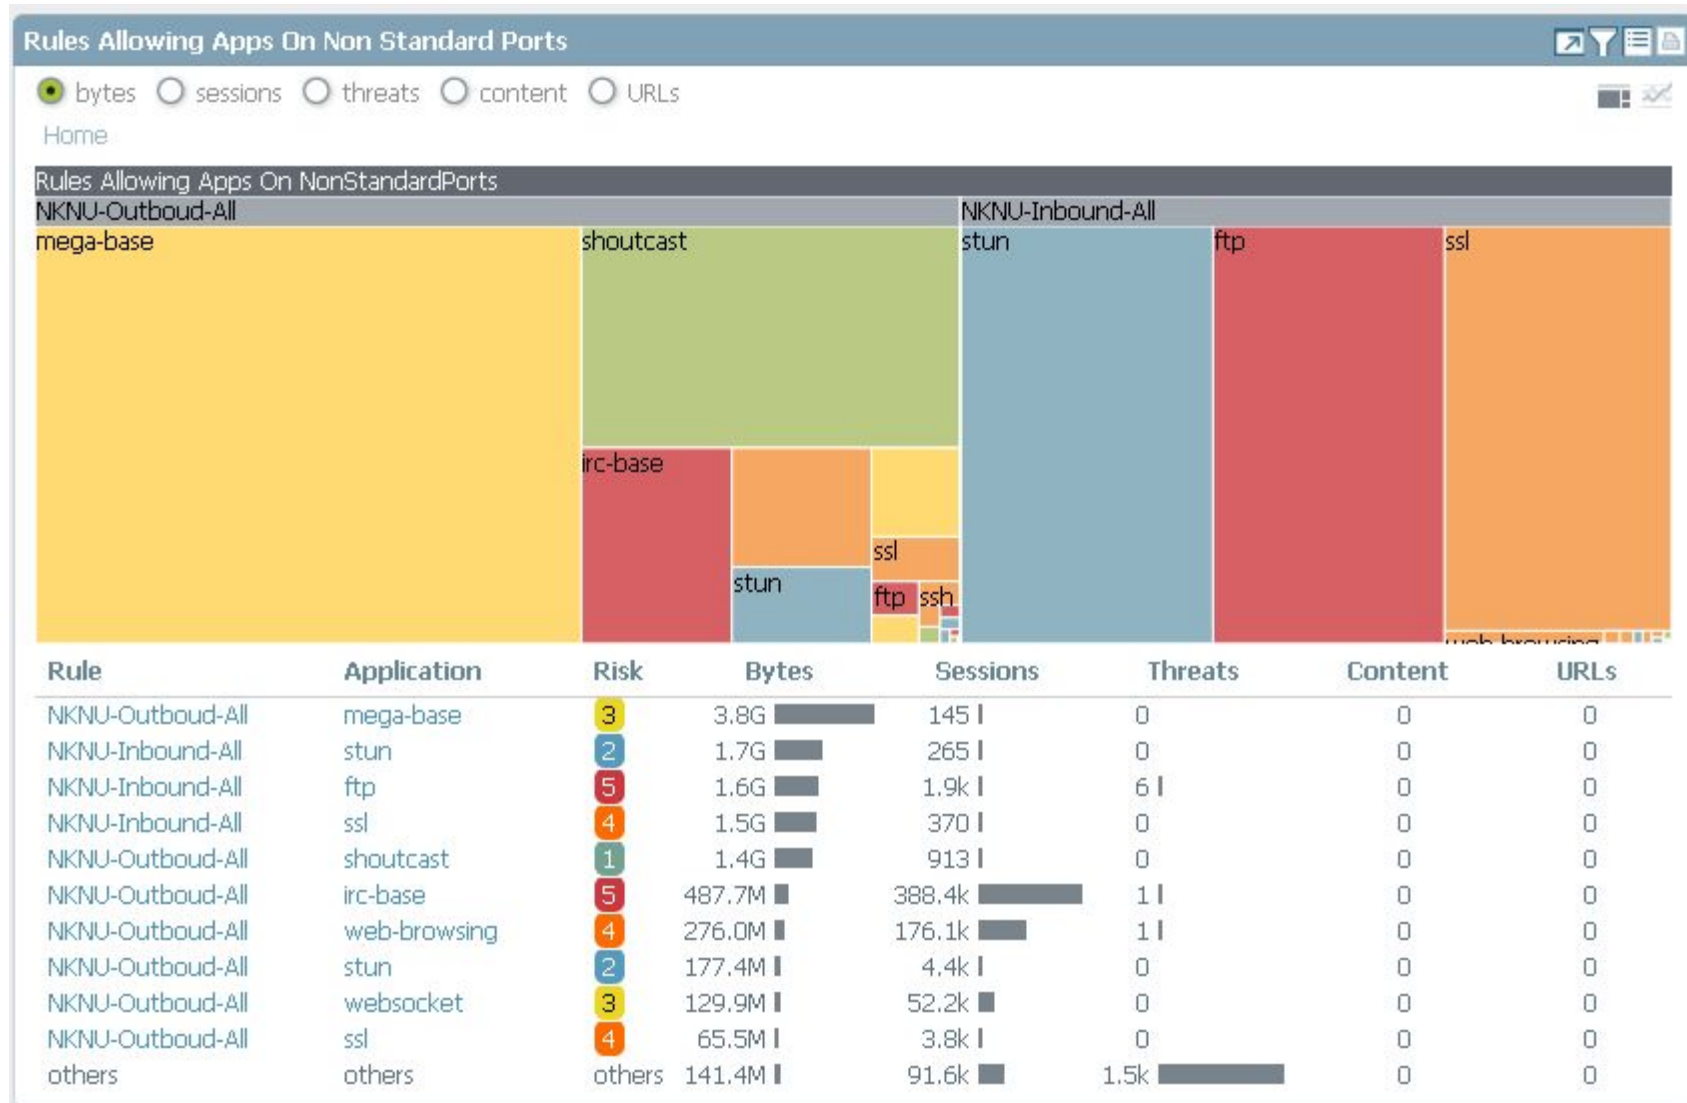 Rules Allowing Apps On Non Standard Ports
bytes sessions threats content URLs
Home
Rules Allowing Apps On NonStandardPorts
NKNU-Outboud-All NKNU-Inbound-All
mega-base shoutcast stun ftp ssl
irc-base
ssl
stun
ftp ssh
web-browsing
Rule Application Risk Bytes Sessions Threats Content URLs
NKNU-Outboud-All mega-base 3 3.8G 145 0 0 0
NKNU-Inbound-All stun 2 1.7G 265 0 0 0
NKNU-Inbound-All ftp 5 1.6G 1.9k 6 0 0
NKNU-Inbound-All ssl 4 1.5G 370 0 0 0
NKNU-Outboud-All shoutcast 1 1.4G 913 0 0 0
NKNU-Outboud-All irc-base 5 487.7M 388.4k 1 0 0
NKNU-Outboud-All web-browsing 4 276.0M 176.1k 1 0 0
NKNU-Outboud-All stun 2 177.4M 4.4k 0 0 0
NKNU-Outboud-All websocket 3 129.9M 52.2k 0 0 0
NKNU-Outboud-All ssl 4 65.5M 3.8k 0 0 0
others others others 141.4M 91.6k 1.5k 0 0